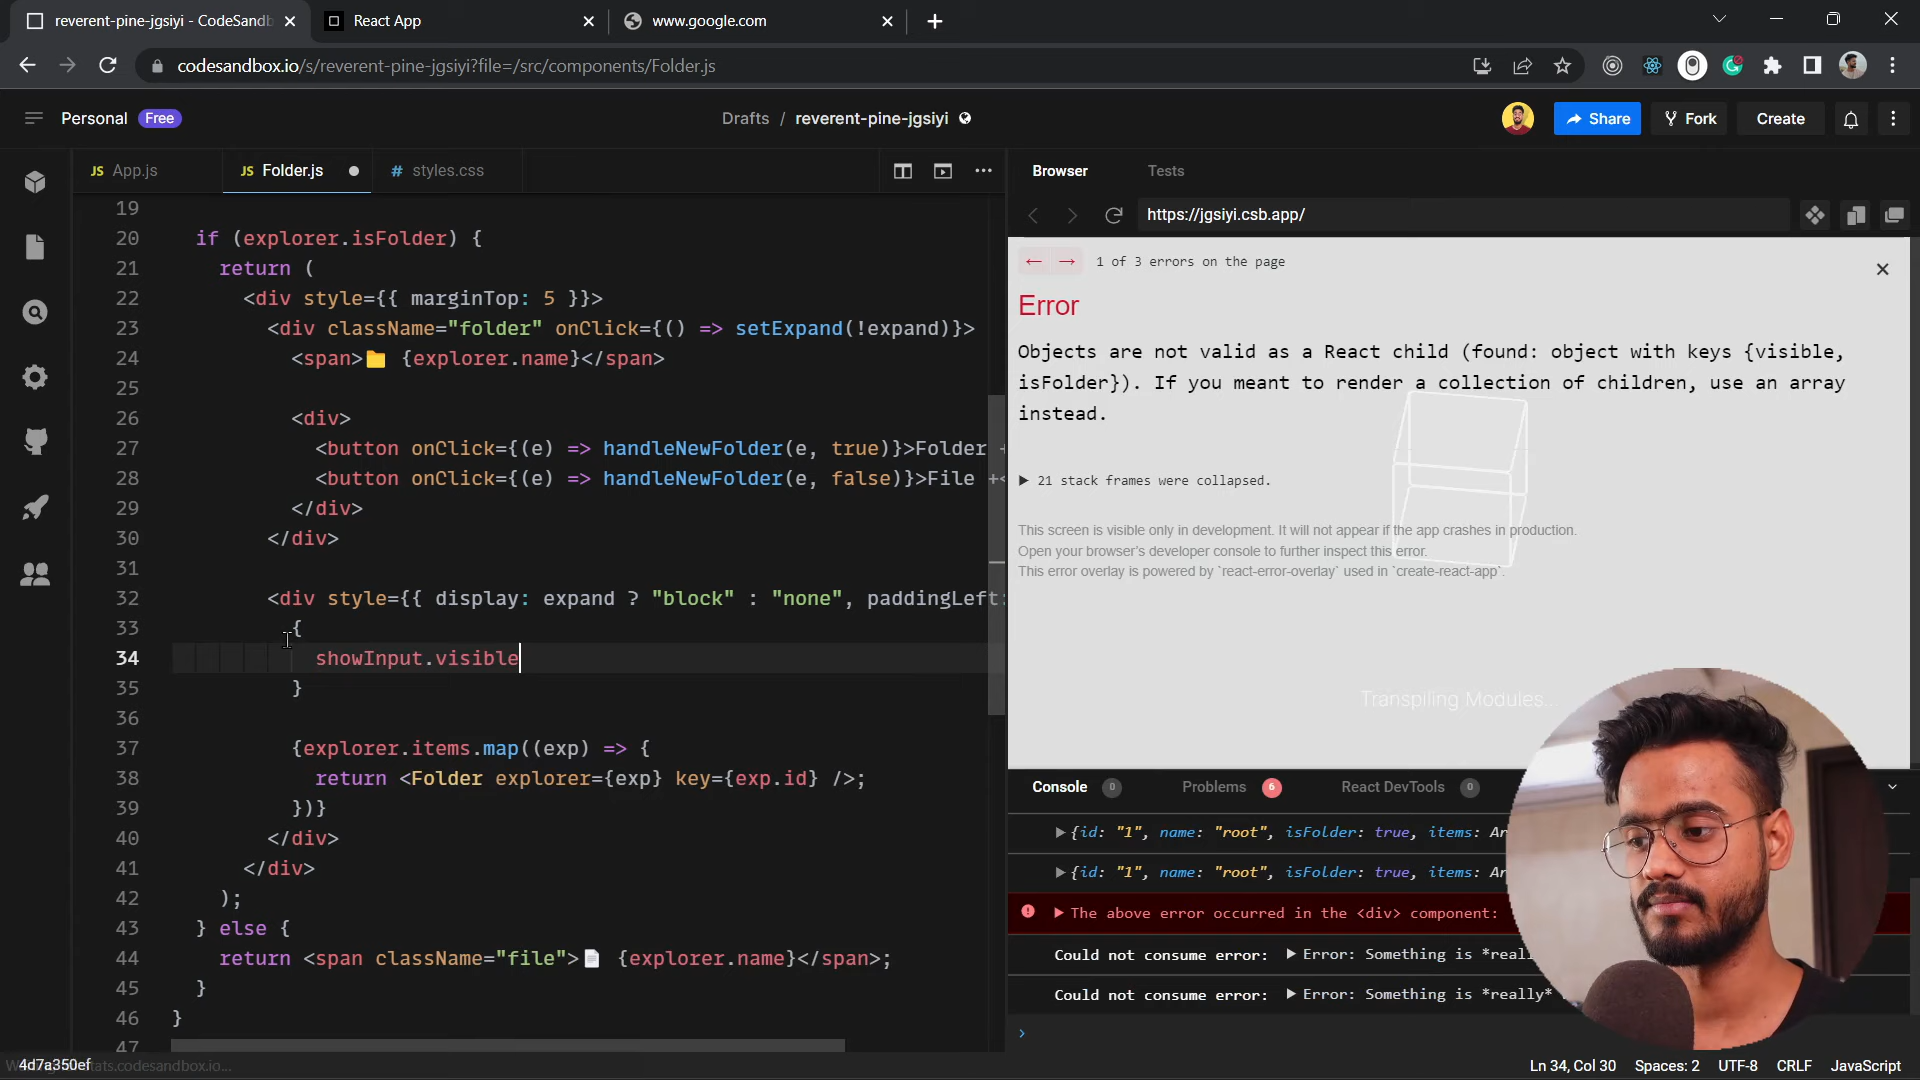 reverent-pine-jgsiyi - CodeSandb
React App
www.google.com
codesandbox.io/s/reverent-pine-jgsiyi?file=/src/components/Folder.js
Personal Free
Drafts / reverent-pine-jgsiyi
Share
Fork
Create
JS App.js
JS Folder.js
# styles.css
Browser
Tests
https://jgsiyi.csb.app/
19
20 if (explorer.isFolder) {
21 return (
22 <div style={{ marginTop: 5 }}>
23 <div className="folder" onClick={() => setExpand(!expand)}>
24 <span>📁 {explorer.name}</span>
25
26 <div>
27 <button onClick={(e) => handleNewFolder(e, true)}>Folder +
28 <button onClick={(e) => handleNewFolder(e, false)}>File +<
29 </div>
30 </div>
31
32 <div style={{ display: expand ? "block" : "none", paddingLeft:
33 {
34 showInput.visible
35 }
36
37 {explorer.items.map((exp) => {
38 return <Folder explorer={exp} key={exp.id} />;
39 })}
40 </div>
41 </div>
42 );
43 } else {
44 return <span className="file">📄 {explorer.name}</span>;
45 }
46 }
47
1 of 3 errors on the page
Error
Objects are not valid as a React child (found: object with keys {visible,
isFolder}). If you meant to render a collection of children, use an array
instead.
▶ 21 stack frames were collapsed.
This screen is visible only in development. It will not appear if the app crashes in production.
Open your browser's developer console to further inspect this error.
This error overlay is powered by `react-error-overlay` used in `create-react-app`.
Transpiling Modules...
Console 0
Problems 6
React DevTools 0
▶{id: "1", name: "root", isFolder: true, items: Ar
▶{id: "1", name: "root", isFolder: true, items: Ar
▶The above error occurred in the <div> component:
Could not consume error: ▶Error: Something is *reall
Could not consume error: ▶Error: Something is *really*
4d7a350ef
stats.codesandbox.io...
Ln 34, Col 30
Spaces: 2
UTF-8
CRLF
JavaScript